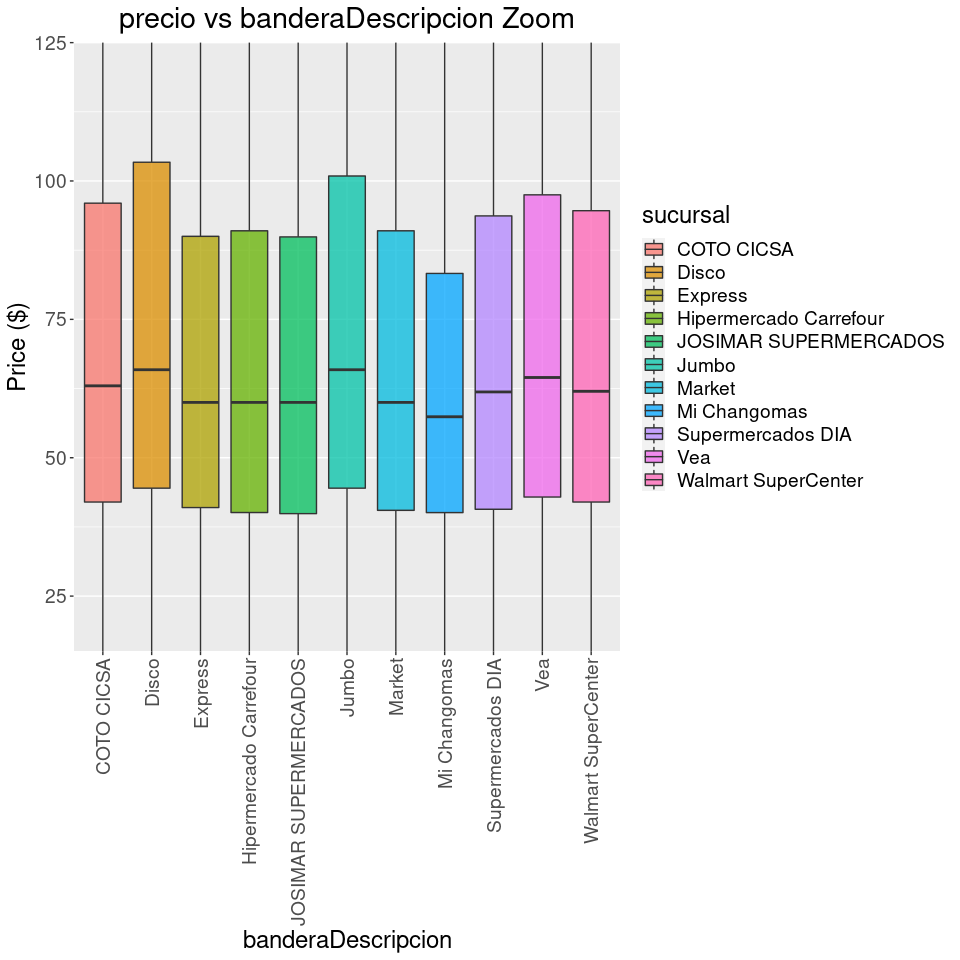 precio vs banderaDescripcion Zoom
Price ($)
125
100
75
50
25
COTO CICSA
Disco
Express
Hipermercado Carrefour
JOSIMAR SUPERMERCADOS
Jumbo
Market
Mi Changomas
Supermercados DIA
Vea
Walmart SuperCenter
banderaDescripcion
sucursal
COTO CICSA
Disco
Express
Hipermercado Carrefour
JOSIMAR SUPERMERCADOS
Jumbo
Market
Mi Changomas
Supermercados DIA
Vea
Walmart SuperCenter